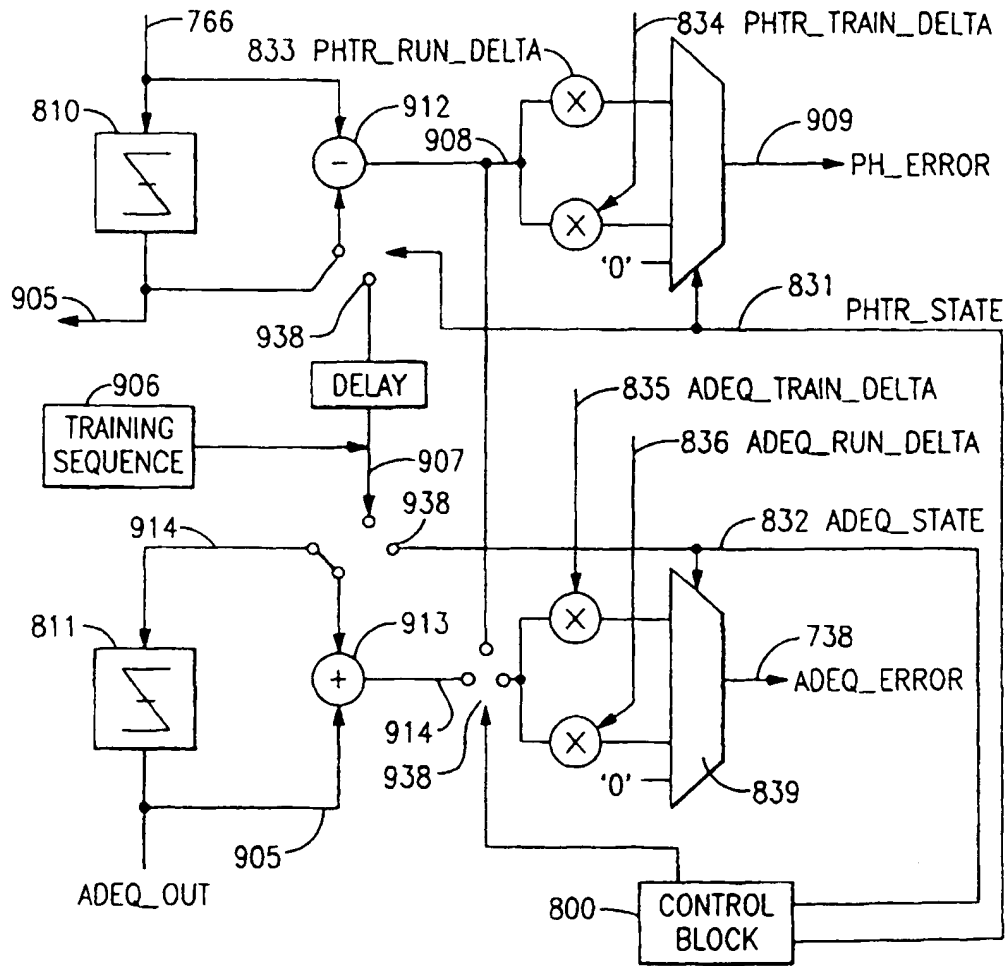 766
834 PHTR_TRAIN_DELTA
833 PHTR_RUN_DELTA
810
912
908
X
909
−
PH_ERROR
X
'0'
905
938
831
PHTR_STATE
DELAY
906
TRAINING
SEQUENCE
835 ADEQ_TRAIN_DELTA
836 ADEQ_RUN_DELTA
907
938
914
832 ADEQ_STATE
811
913
X
738
+
ADEQ_ERROR
914
X
938
'0'
839
905
ADEQ_OUT
800
CONTROL
BLOCK